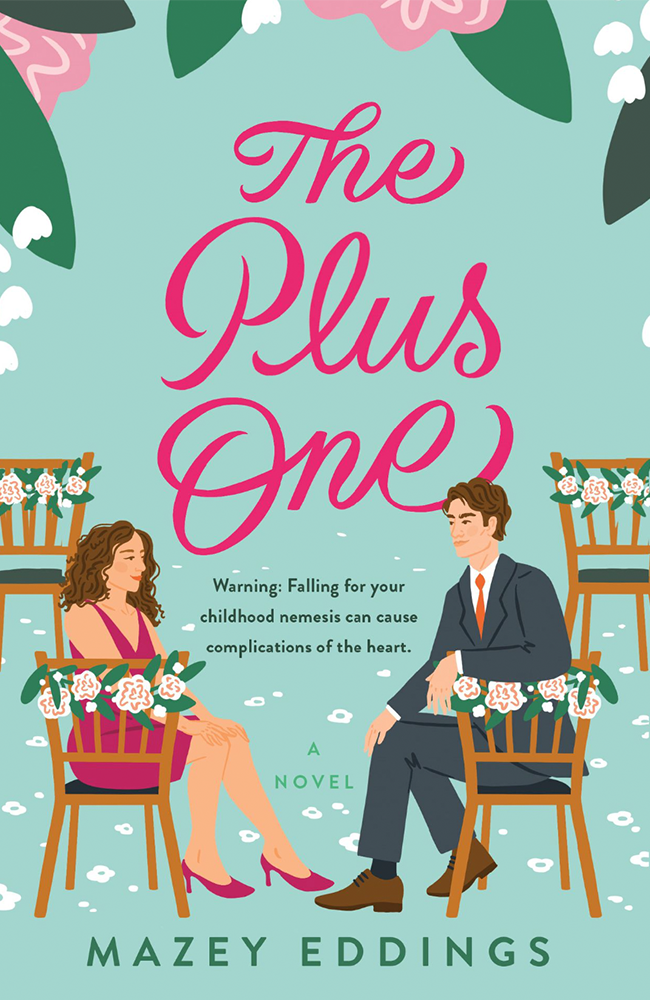 The
Plus
One
Warning: Falling for your
childhood nemesis can cause
complications of the heart.
A
NOVEL
MAZEY EDDINGS